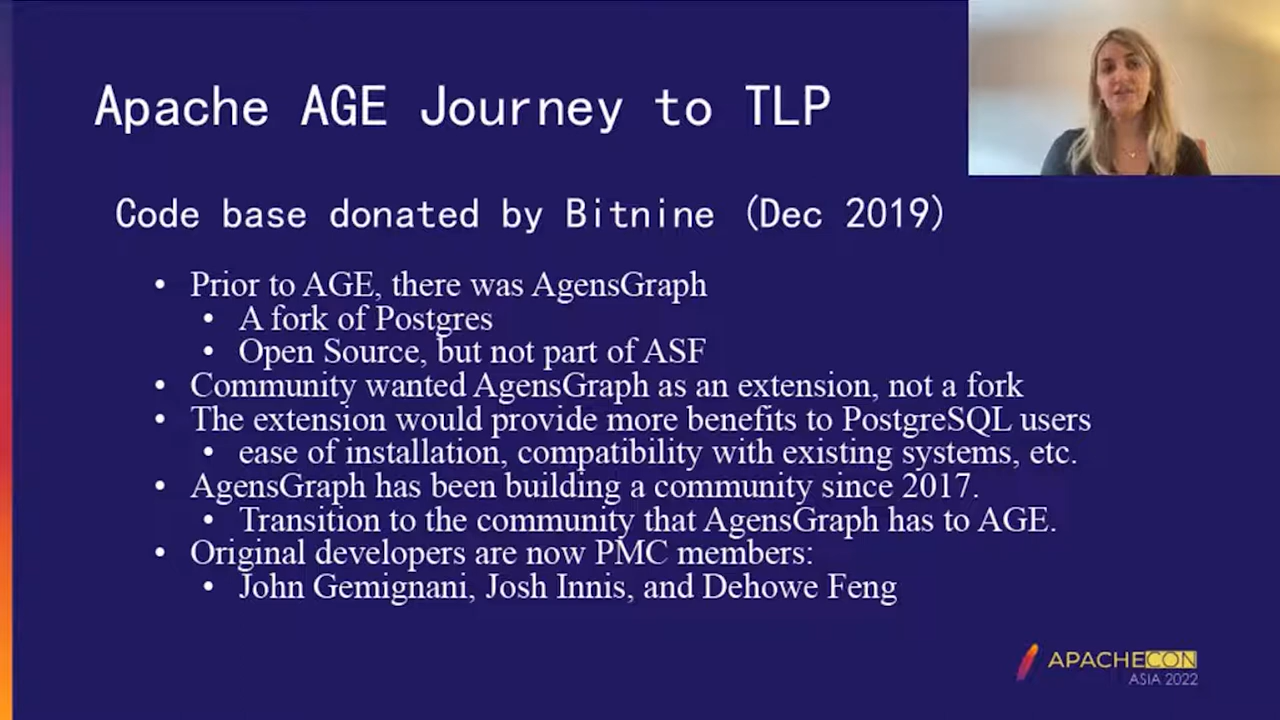 Apache AGE Journey to TLP
Code base donated by Bitnine (Dec 2019)
• Prior to AGE, there was AgensGraph
• A fork of Postgres
• Open Source, but not part of ASF
• Community wanted AgensGraph as an extension, not a fork
• The extension would provide more benefits to PostgreSQL users
• ease of installation, compatibility with existing systems, etc.
• AgensGraph has been building a community since 2017.
• Transition to the community that AgensGraph has to AGE.
• Original developers are now PMC members:
• John Gemignani, Josh Innis, and Dehowe Feng
APACHECON
ASIA 2022